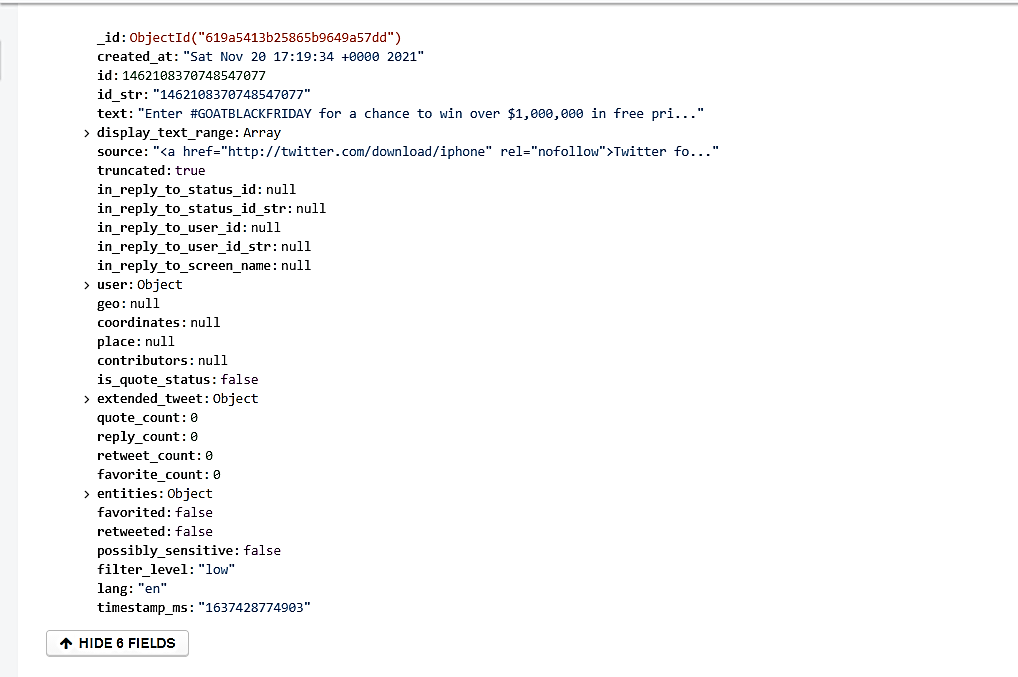 _id: ObjectId("619a5413b25865b9649a57dd")
created_at: "Sat Nov 20 17:19:34 +0000 2021"
id: 1462108370748547077
id_str: "1462108370748547077"
text: "Enter #GOATBLACKFRIDAY for a chance to win over $1,000,000 in free pri..."
> display_text_range: Array
source: "<a href="http://twitter.com/download/iphone" rel="nofollow">Twitter fo..."
truncated: true
in_reply_to_status_id: null
in_reply_to_status_id_str: null
in_reply_to_user_id: null
in_reply_to_user_id_str: null
in_reply_to_screen_name: null
> user: Object
geo: null
coordinates: null
place: null
contributors: null
is_quote_status: false
> extended_tweet: Object
quote_count: 0
reply_count: 0
retweet_count: 0
favorite_count: 0
> entities: Object
favorited: false
retweeted: false
possibly_sensitive: false
filter_level: "low"
lang: "en"
timestamp_ms: "1637428774903"
↑ HIDE 6 FIELDS